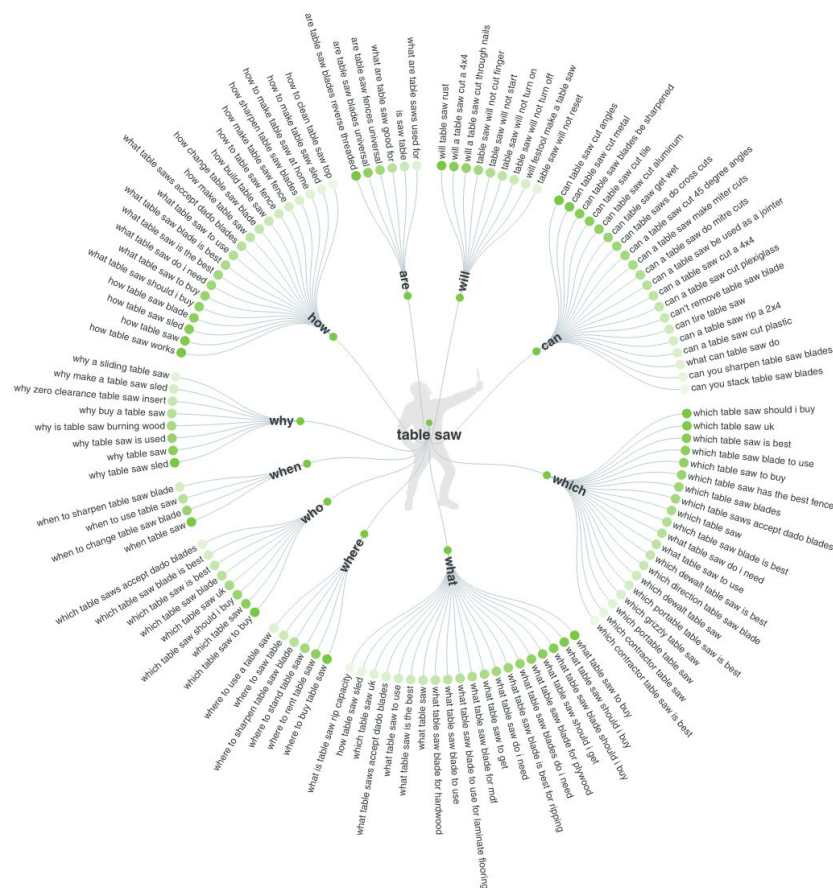 table saw
are
are table saw blades reverse threaded
are table saw blades universal
are table saw fences universal
what are table saw good for
is saw table
what are table saws used for
will
will table saw rust
will a table saw cut a 4x4
will a table saw cut through nails
table saw will not cut finger
table saw will not start
table saw will not turn on
table saw will not turn off
will festool make a table saw
table saw will not reset
can
can table saw cut angles
can table saw cut metal
can table saw blades be sharpened
can table saw cut tile
can table saw cut aluminum
can table saw get wet
can table saws do cross cuts
can a table saw cut 45 degree angles
can a table saw make miter cuts
can a table saw do mitre cuts
can a table saw be used as a jointer
can a table saw cut a 4x4
can a table saw cut plexiglass
can't remove table saw blade
can tire table saw
can a table saw rip a 2x4
can a table saw cut plastic
what can table saw do
can you sharpen table saw blades
can you stack table saw blades
which
which table saw should i buy
which table saw uk
which table saw is best
which table saw blade to use
which table saw to buy
which table saw has the best fence
which table saw blades
which table saws accept dado blades
which table saw
which table saw blade is best
what table saw do i need
what table saw to use
which dewalt table saw is best
which direction table saw blade
which dewalt table saw
which portable table saw is best
which grizzly table saw
which portable table saw
which contractor table saw
which contractor table saw is best
what
what table saw to buy
what table saw should i buy
what table saw blade should i buy
what table saw should i get
what table saw blade for plywood
what table saw blades do i need
what table saw blade is best for ripping
what table saw do i need
what table saw to get
what table saw blade for mdf
what table saw blade to use for laminate flooring
what table saw blade to use
what table saw blade for hardwood
what table saw
what table saw is the best
what table saw to use
what table saws accept dado blades
which table saw uk
how table saw sled
what is table saw rip capacity
where
where to buy table saw
where to rent table saw
where to stand table saw
where to sharpen table saw blade
where to saw table
where to use a table saw
who
which table saw to buy
which table saw
which table saw should i buy
which table saw uk
which table saw blade
which table saw is best
which table saw blade is best
which table saws accept dado blades
when
when table saw
when to change table saw blade
when to use table saw
when to sharpen table saw blade
why
why table saw sled
why table saw
why table saw is used
why is table saw burning wood
why buy a table saw
why zero clearance table saw insert
why make a table saw sled
why a sliding table saw
how
how table saw works
how table saw
how table saw sled
how table saw blade
what table saw should i buy
what table saw to buy
what table saw do i need
what table saw is the best
what table saw blade is best
what table saw to use
what table saws accept dado blades
how make table saw
how change table saw blade
how build table saw
how make table saw fence
how to table saw fence
how sharpen table saw blades
how to make table saw at home
how to make table saw sled
how to clean table saw top